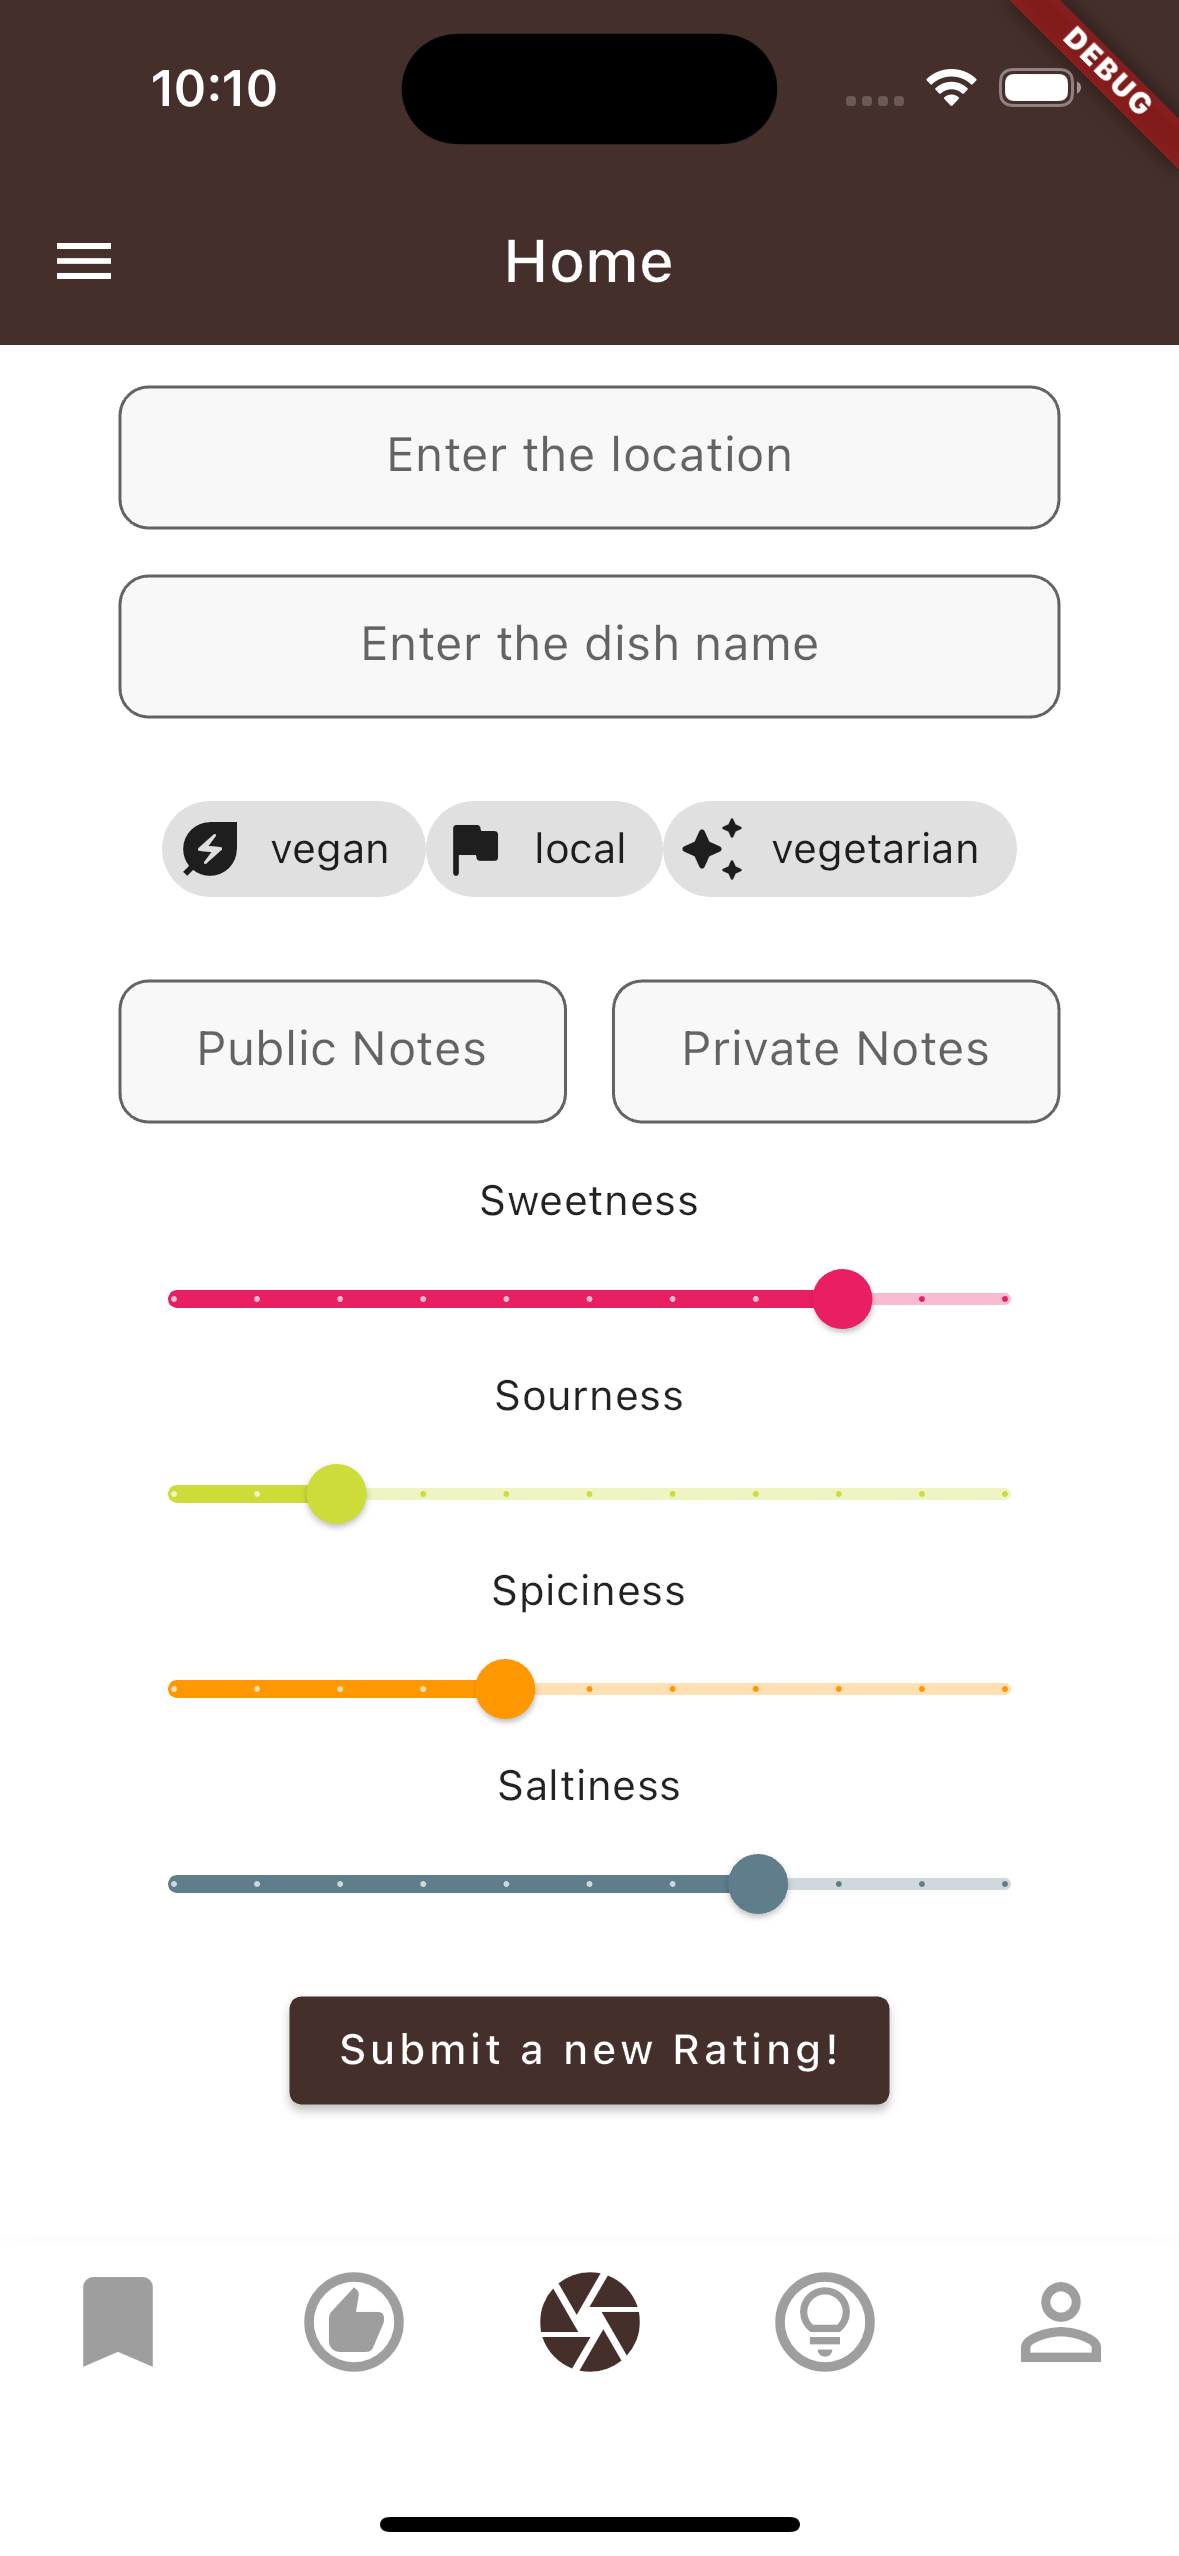 10:10
DEBUG
Home
Enter the location
Enter the dish name
vegan local vegetarian
Public Notes Private Notes
Sweetness
Sourness
Spiciness
Saltiness
Submit a new Rating!